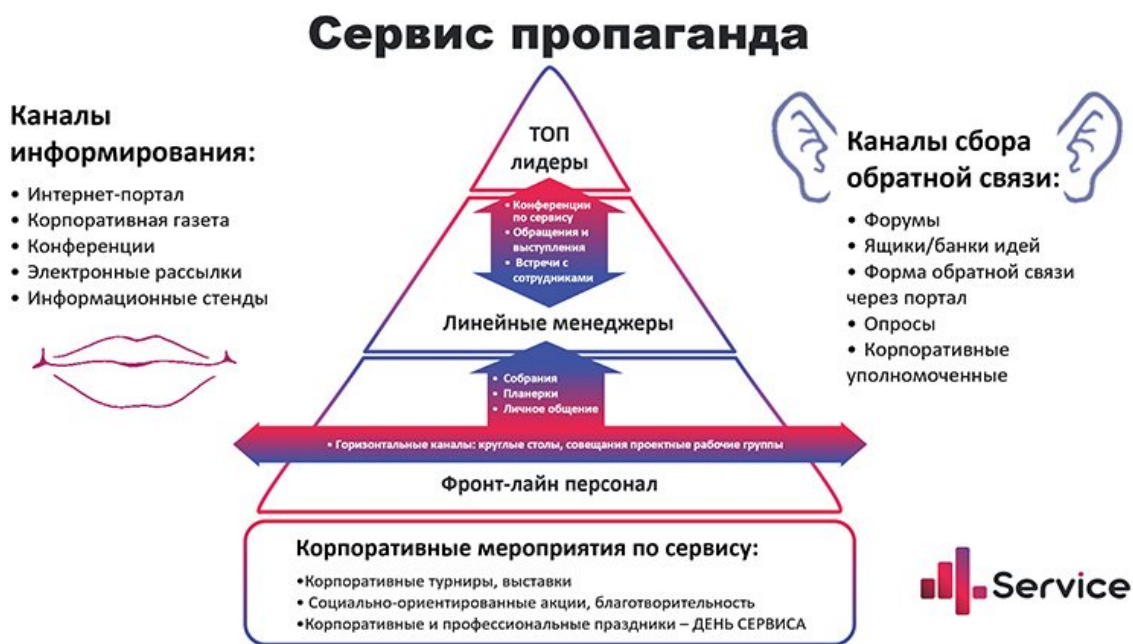 Сервис пропаганда
Каналы
информирования:
• Интернет-портал
• Корпоративная газета
• Конференции
• Электронные рассылки
• Информационные стенды
ТОП
лидеры
• Конференции
по сервису
• Обращения и
выступления
• Встречи с
сотрудниками
Линейные менеджеры
• Собрания
• Планерки
• Личное общение
• Горизонтальные каналы: круглые столы, совещания проектные рабочие группы
Фронт-лайн персонал
Каналы сбора
обратной связи:
• Форумы
• Ящики/банки идей
• Форма обратной связи
через портал
• Опросы
• Корпоративные
уполномоченные
Корпоративные мероприятия по сервису:
•Корпоративные турниры, выставки
• Социально-ориентированные акции, благотворительность
•Корпоративные и профессиональные праздники – ДЕНЬ СЕРВИСА
Service